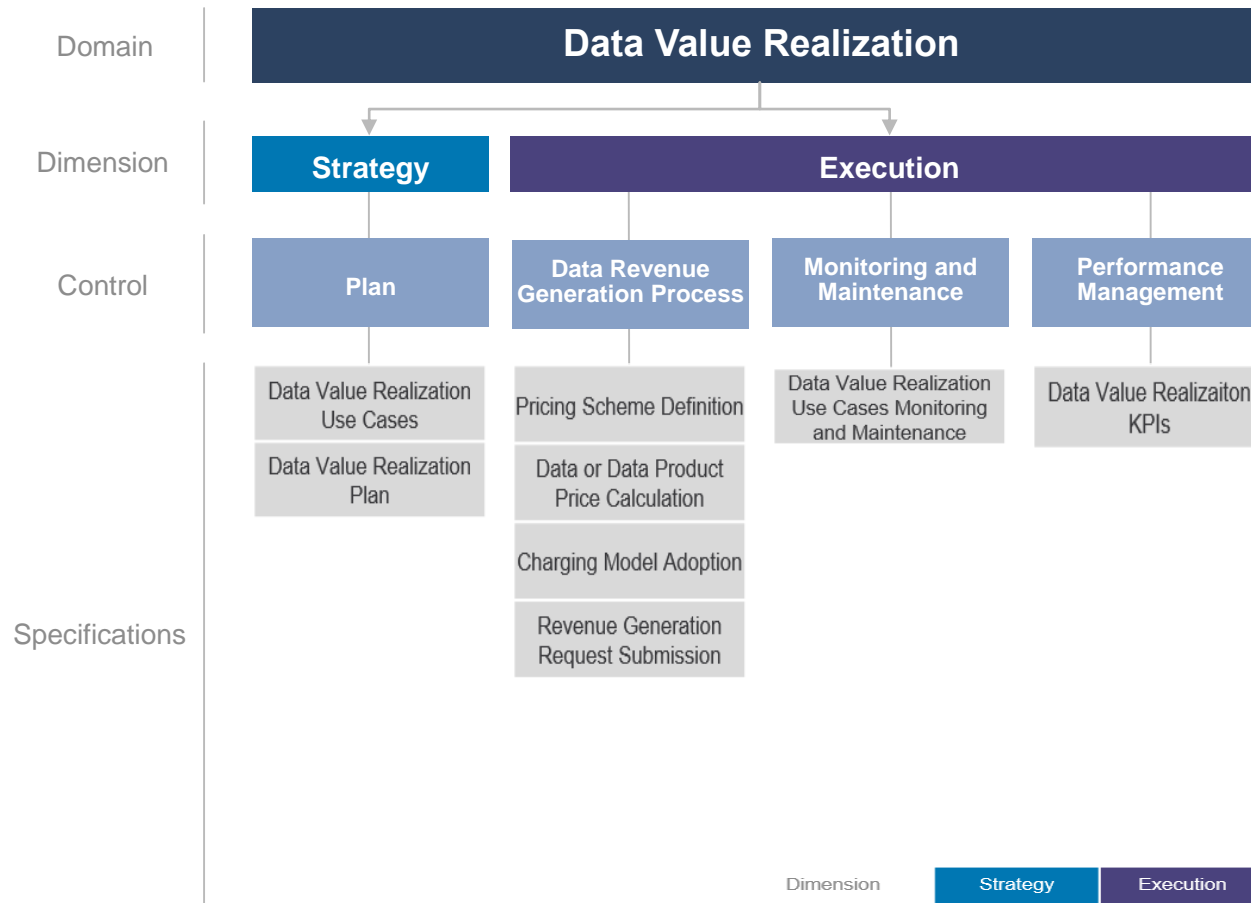 Domain
Data Value Realization
Dimension
Strategy
Execution
Control
Plan
Data Revenue
Generation Process
Monitoring and
Maintenance
Performance
Management
Specifications
Data Value Realization
Use Cases
Data Value Realization
Plan
Pricing Scheme Definition
Data or Data Product
Price Calculation
Charging Model Adoption
Revenue Generation
Request Submission
Data Value Realization
Use Cases Monitoring
and Maintenance
Data Value Realizaiton
KPIs
Dimension
Strategy
Execution